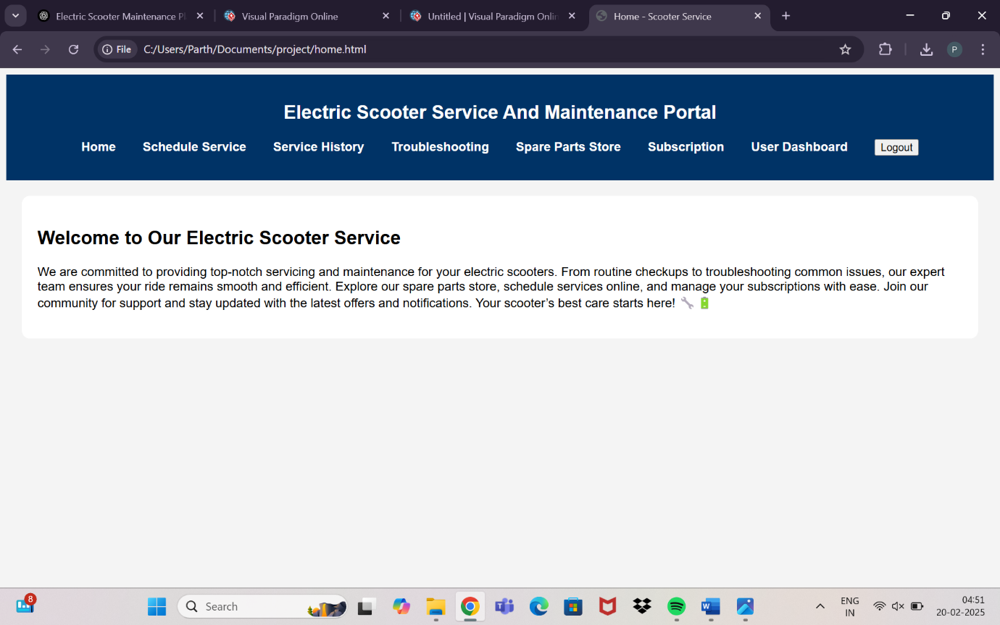 Electric Scooter Maintenance Pl
Visual Paradigm Online
Untitled | Visual Paradigm Onlin
Home - Scooter Service
File
C:/Users/Parth/Documents/project/home.html
P
Electric Scooter Service And Maintenance Portal
Home Schedule Service Service History Troubleshooting Spare Parts Store Subscription User Dashboard Logout
Welcome to Our Electric Scooter Service
We are committed to providing top-notch servicing and maintenance for your electric scooters. From routine checkups to troubleshooting common issues, our expert
team ensures your ride remains smooth and efficient. Explore our spare parts store, schedule services online, and manage your subscriptions with ease. Join our
community for support and stay updated with the latest offers and notifications. Your scooter’s best care starts here! 🔧 🔋
8
Search
ENG
IN
04:51
20-02-2025